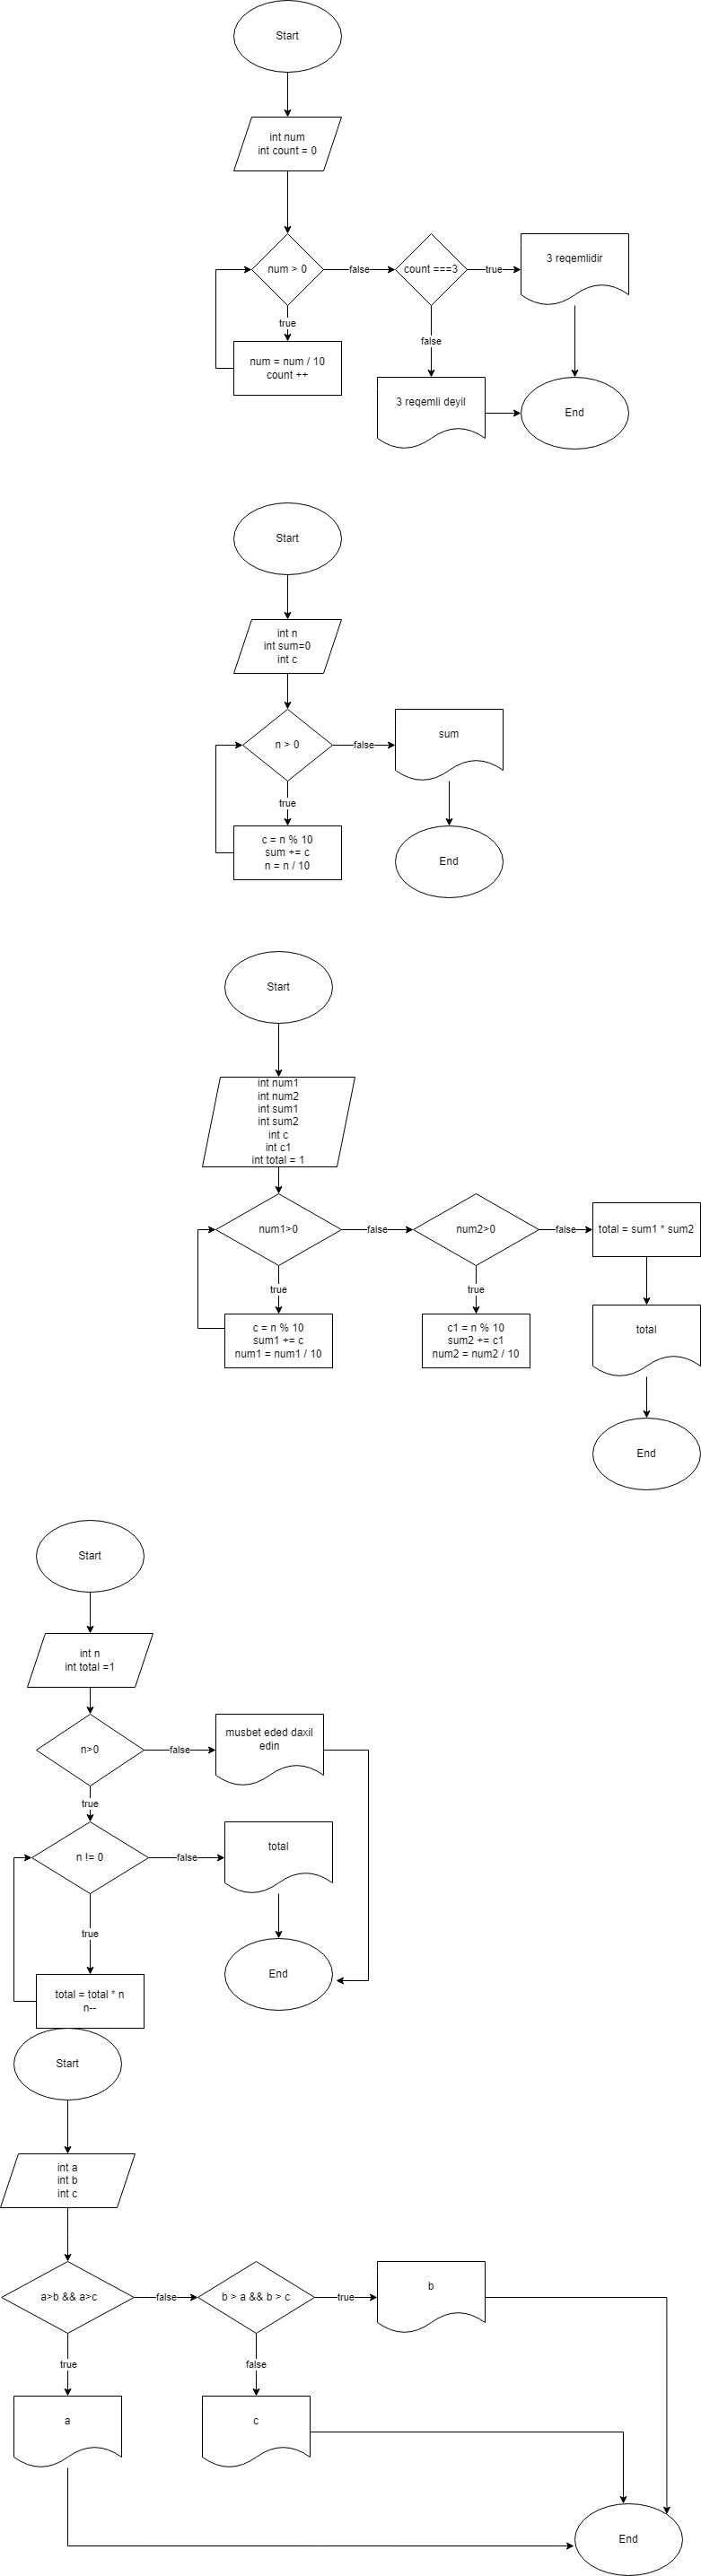 Start
int num
int count = 0
num > 0
false
count ===3
true
3 reqemlidir
true
false
num = num / 10
count ++
3 reqemli deyil
End
Start
int n
int sum=0
int c
n > 0
false
sum
true
c = n % 10
sum += c
n = n / 10
End
Start
int num1
int num2
int sum1
int sum2
int c
int c1
int total = 1
num1>0
false
num2>0
false
total = sum1 * sum2
true
true
c = n % 10
sum1 += c
num1 = num1 / 10
c1 = n % 10
sum2 += c1
num2 = num2 / 10
total
End
Start
int n
int total =1
n>0
false
musbet eded daxil
edin
true
n != 0
false
total
true
End
total = total * n
n--
Start
int a
int b
int c
a>b && a>c
false
b > a && b > c
true
b
true
false
a
c
End